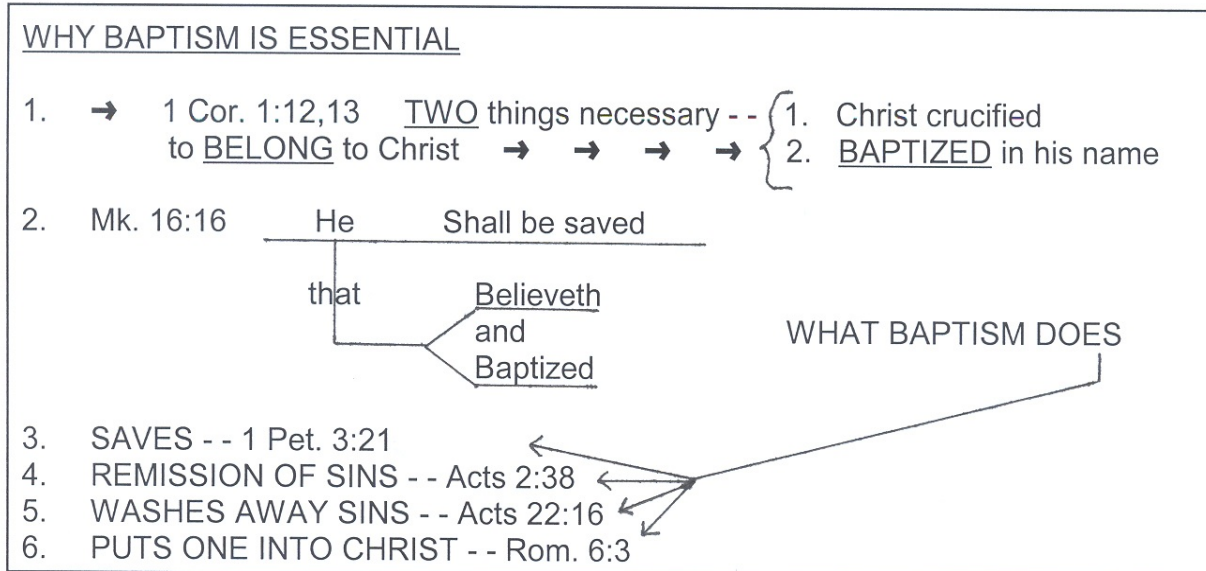 WHY BAPTISM IS ESSENTIAL
1. ➔ 1 Cor. 1:12,13 TWO things necessary - - 1. Christ crucified
to BELONG to Christ ➔ ➔ ➔ ➔ 2. BAPTIZED in his name
2. Mk. 16:16 He Shall be saved
that Believeth
and
Baptized
WHAT BAPTISM DOES
3. SAVES - - 1 Pet. 3:21
4. REMISSION OF SINS - - Acts 2:38
5. WASHES AWAY SINS - - Acts 22:16
6. PUTS ONE INTO CHRIST - - Rom. 6:3